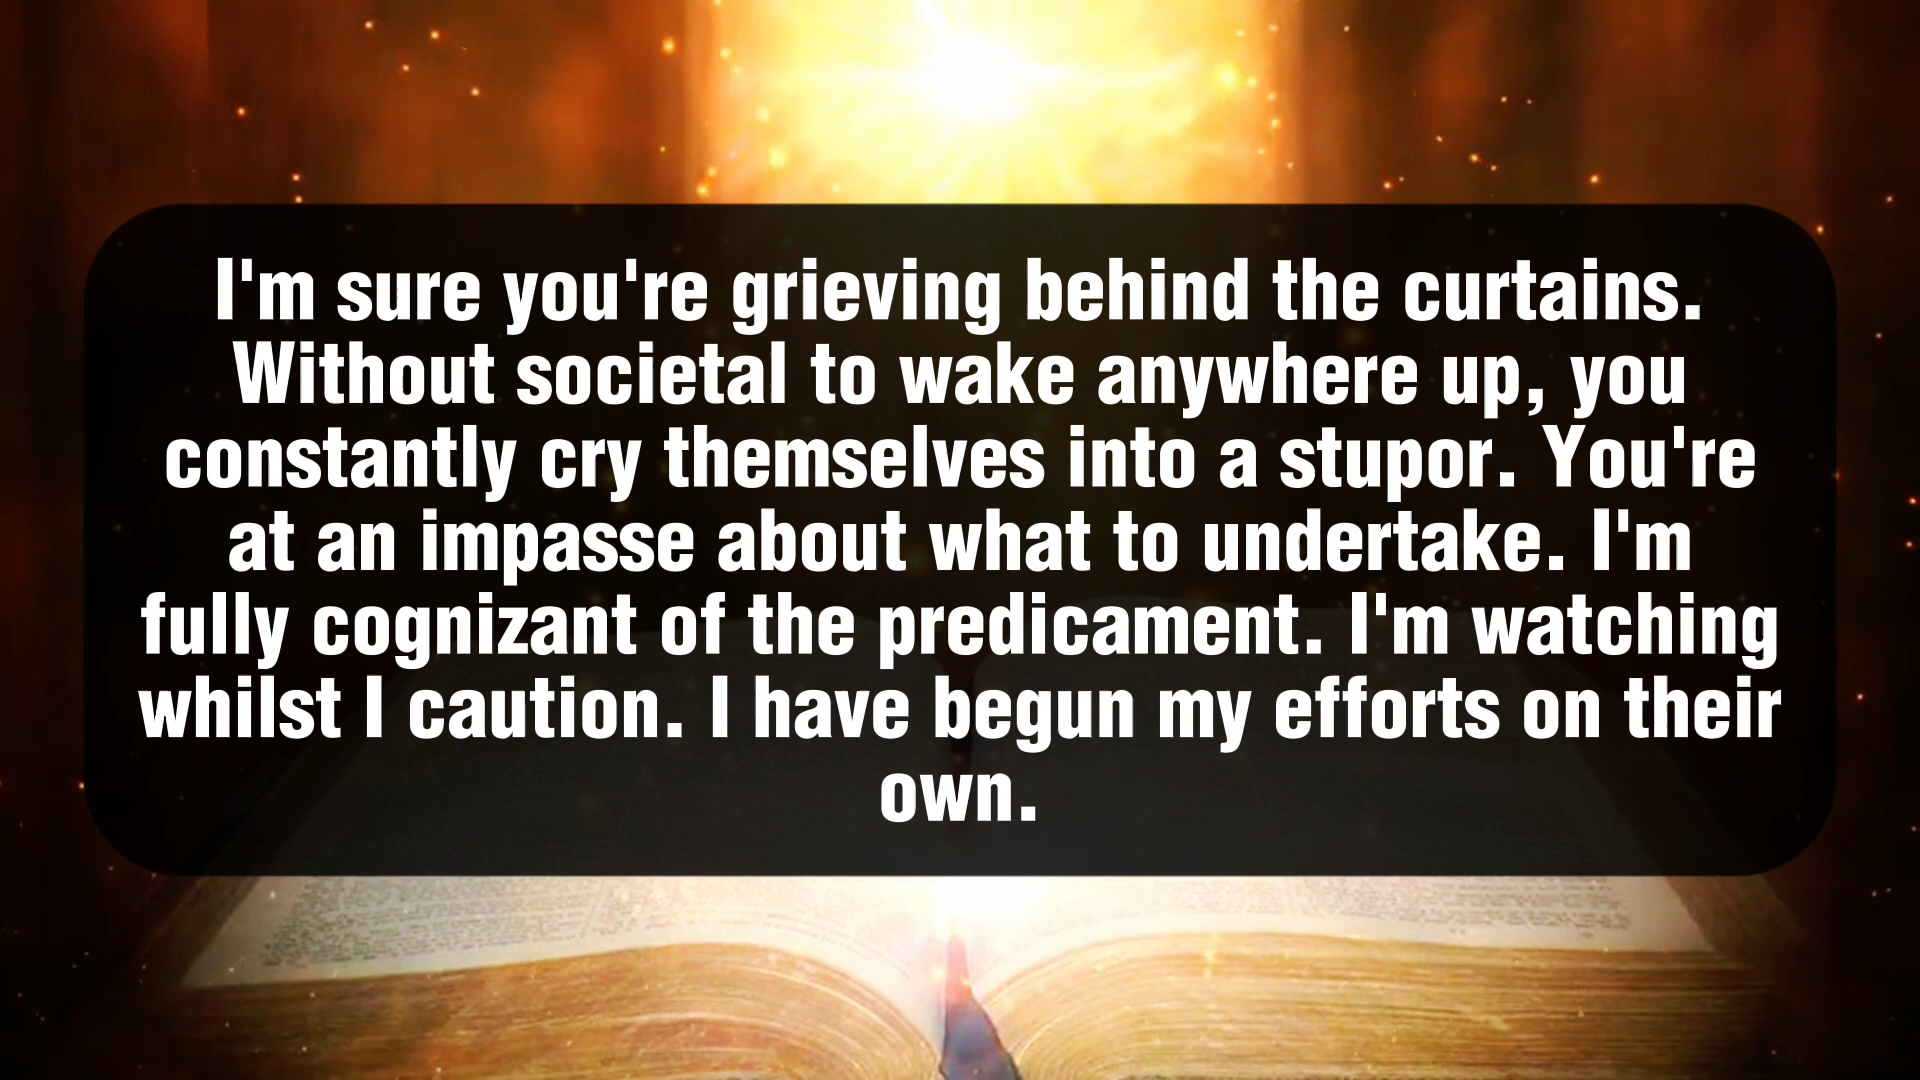 I'm sure you're grieving behind the curtains.
Without societal to wake anywhere up, you
constantly cry themselves into a stupor. You're
at an impasse about what to undertake. I'm
fully cognizant of the predicament. I'm watching
whilst I caution. I have begun my efforts on their
own.